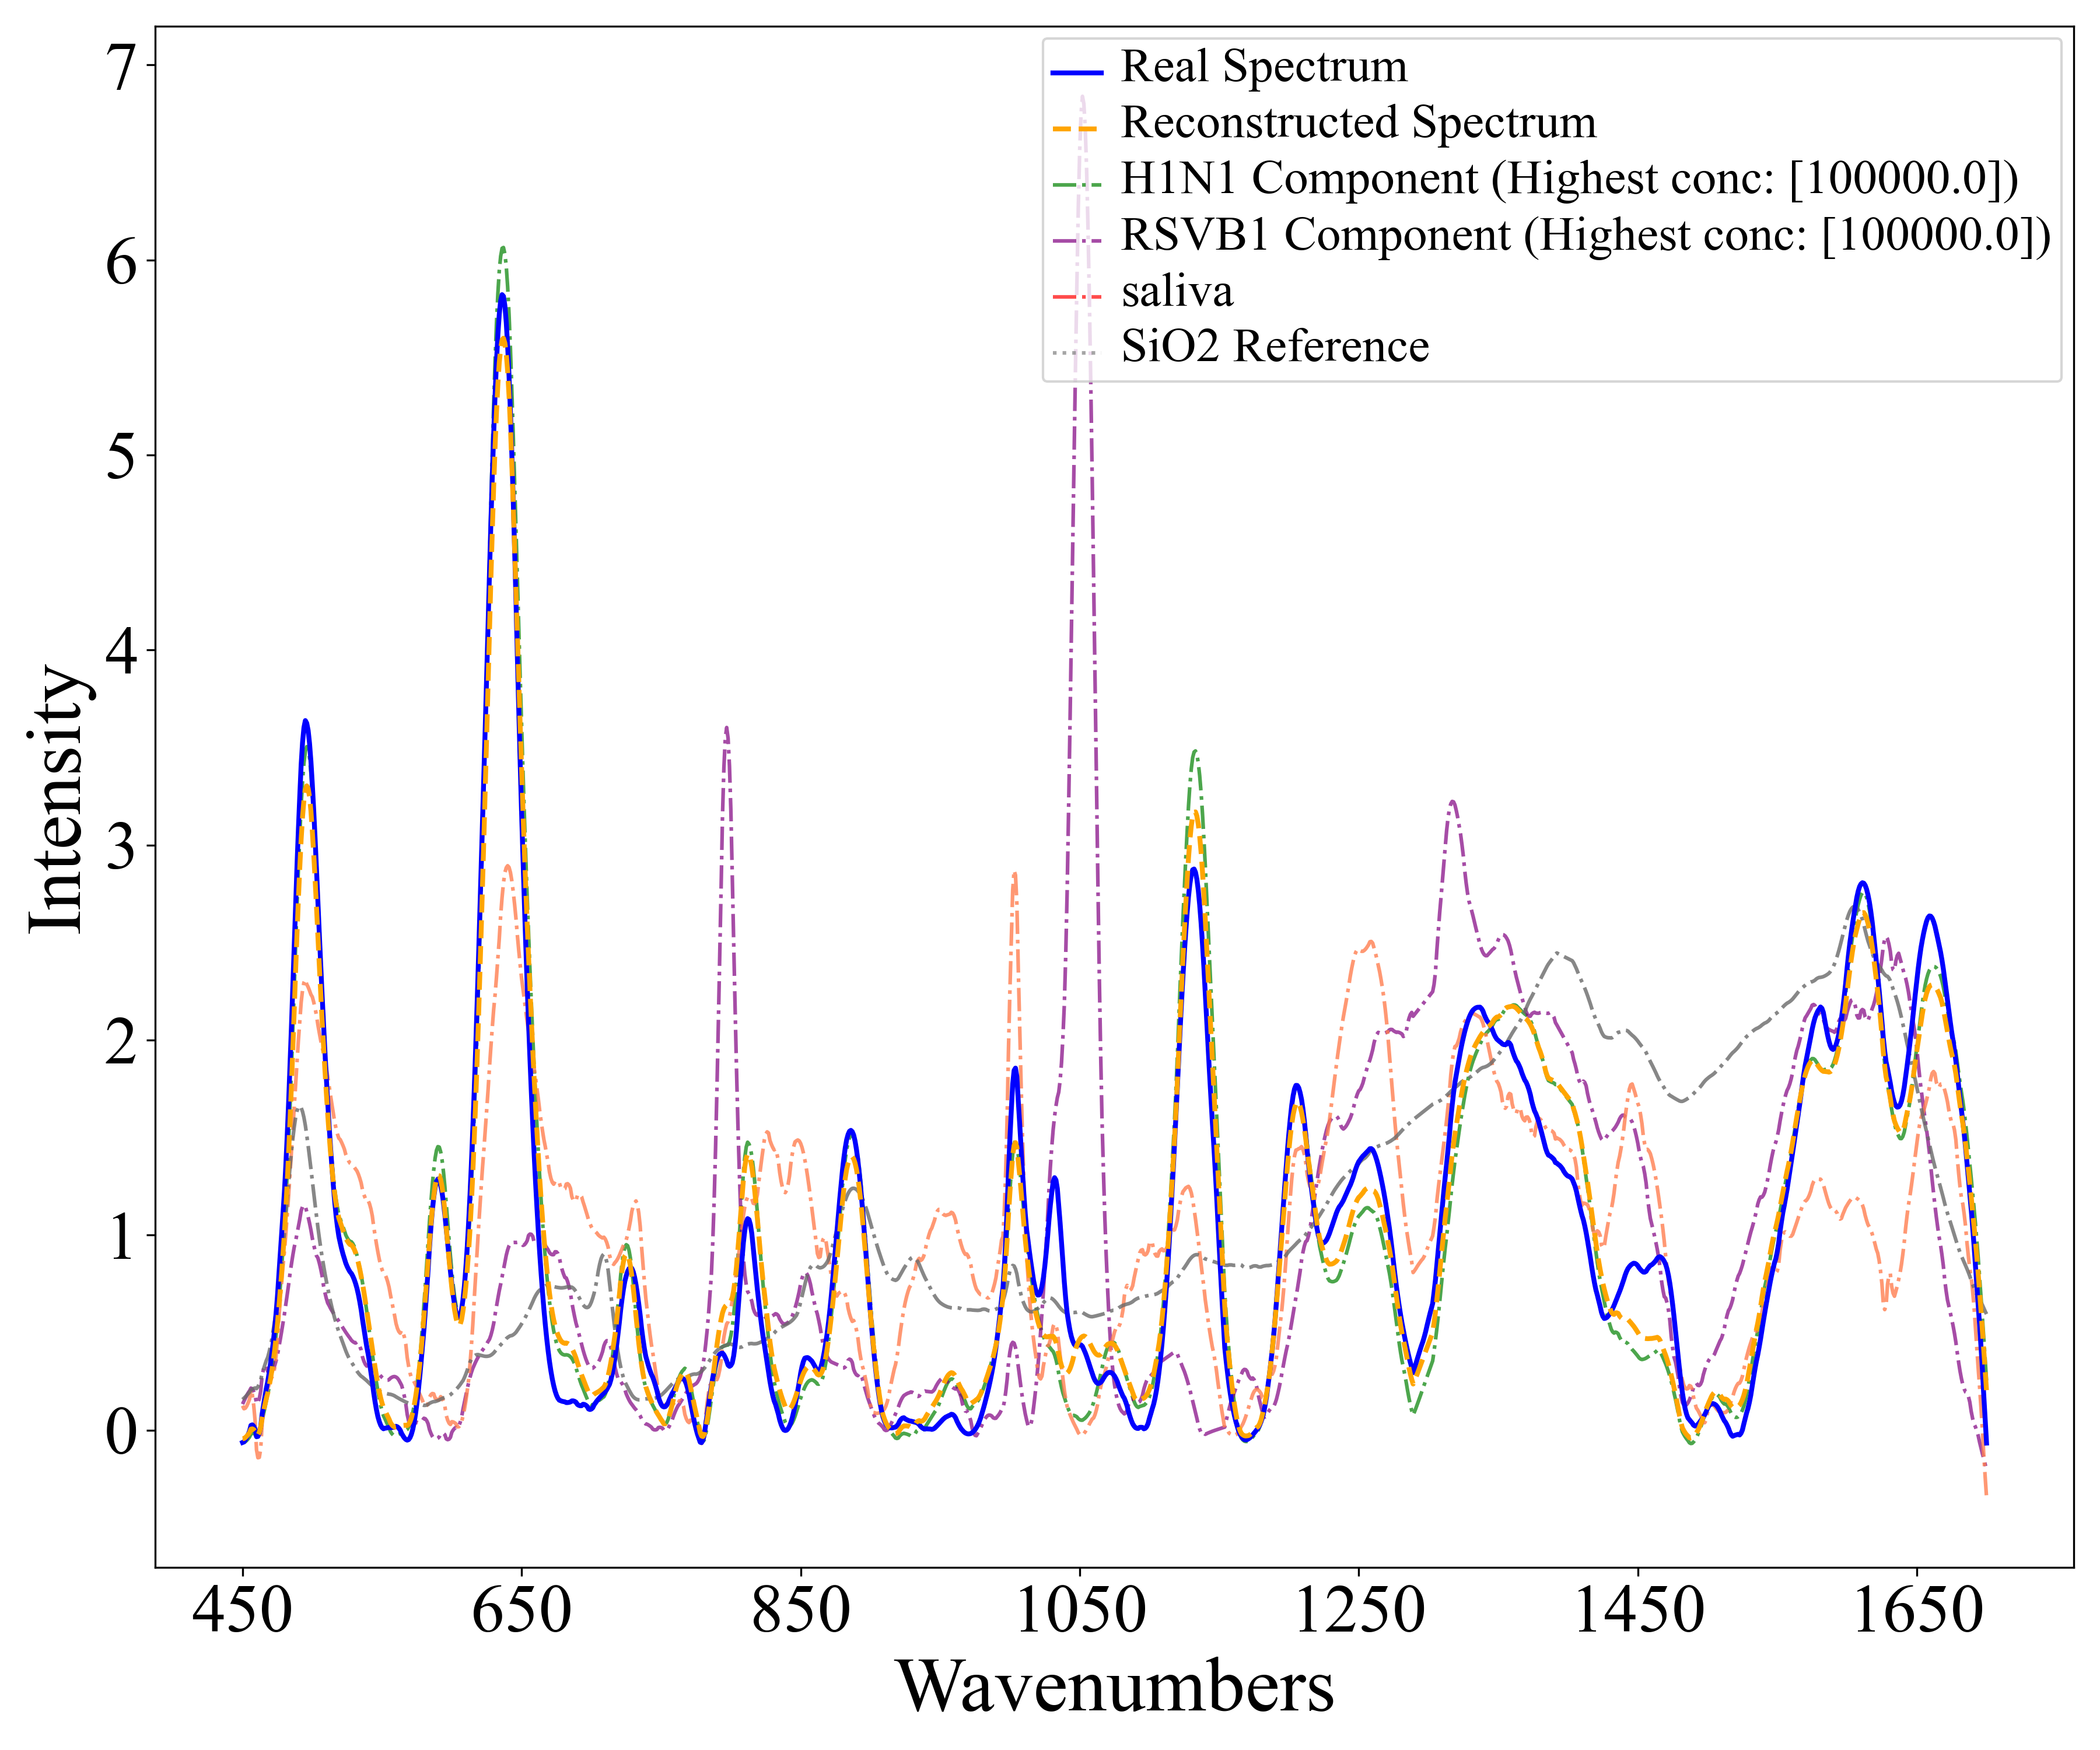 Real Spectrum
Reconstructed Spectrum
H1N1 Component (Highest conc: [100000.0])
RSVB1 Component (Highest conc: [100000.0])
saliva
SiO2 Reference
7
6
5
4
3
2
1
0
Intensity
450 650 850 1050 1250 1450 1650
Wavenumbers